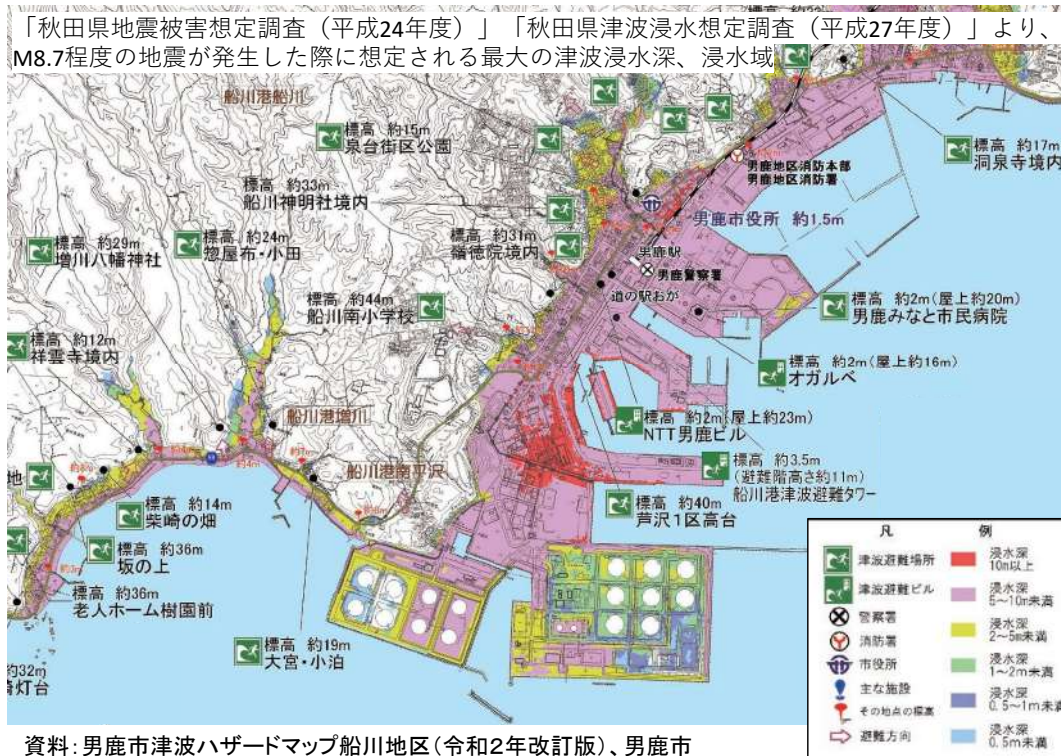 「秋田県地震被害想定調査（平成24年度）」「秋田県津波浸水想定調査（平成27年度）」より、
M8.7程度の地震が発生した際に想定される最大の津波浸水深、浸水域
船川港船川
標高 約15m
泉台街区公園
標高 約17m
洞泉寺境内
男鹿地区消防本部
男鹿地区消防署
標高 約33m
船川神明社境内
男鹿市役所 約1.5m
標高 約29m
増川八幡神社
標高 約24m
惣屋布・小田
標高 約31m
嶺徳院境内
男鹿駅
男鹿警察署
道の駅おが
標高 約44m
船川南小学校
標高 約2m(屋上約20m)
男鹿みなと市民病院
標高 約12m
祥雲寺境内
標高 約2m(屋上約16m)
オガルベ
船川港増川
標高 約2m(屋上約23m)
NTT男鹿ビル
船川港南平沢
標高 約3.5m
(避難階高さ約11m)
船川港津波避難タワー
地
標高 約14m
柴崎の畑
標高 約40m
芦沢1区高台
標高 約36m
坂の上
約3m
約4m
標高 約36m
老人ホーム樹園前
標高 約19m
大宮・小泊
約32m
灯台
凡 例
津波避難場所
津波避難ビル
警察署
消防署
市役所
主な施設
その地点の標高
避難方向
浸水深
10m以上
浸水深
5～10m未満
浸水深
2～5m未満
浸水深
1～2m未満
浸水深
0.5～1m未満
浸水深
0.5m未満
資料：男鹿市津波ハザードマップ船川地区（令和2年改訂版）、男鹿市